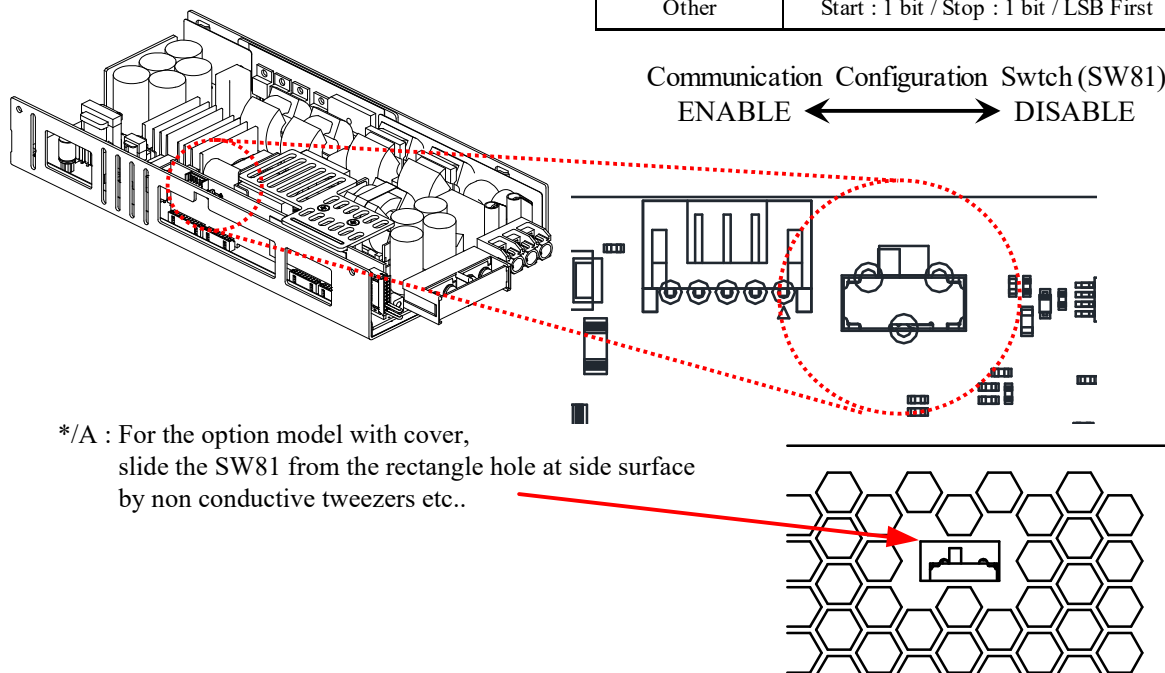 Other Start : 1 bit / Stop : 1 bit / LSB First
Communication Configuration Swtch (SW81)
ENABLE DISABLE
*/A : For the option model with cover,
slide the SW81 from the rectangle hole at side surface
by non conductive tweezers etc..